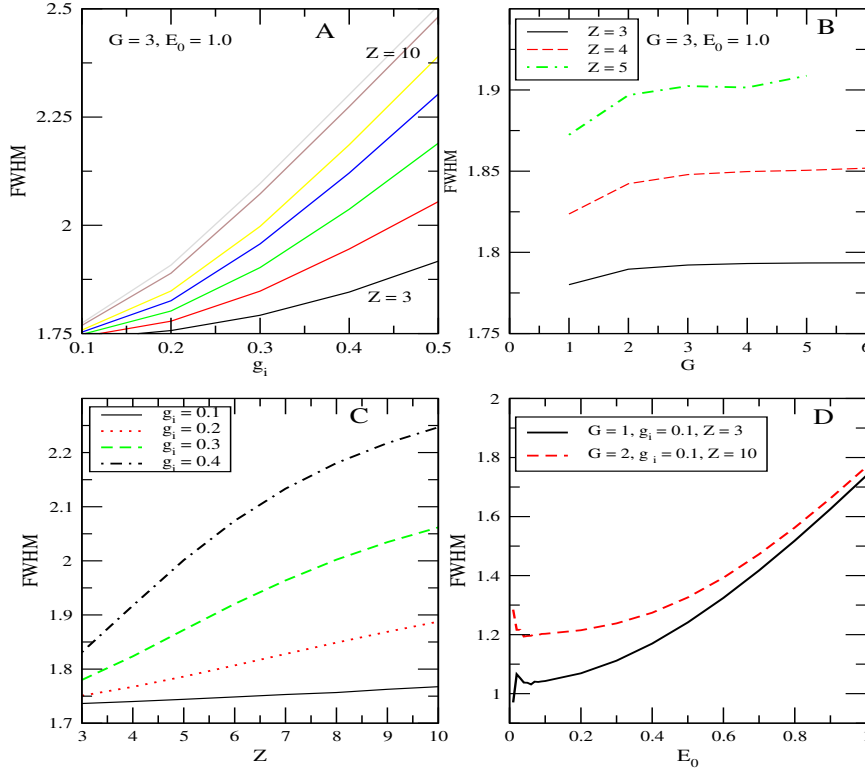 G = 3, E0 = 1.0
A
Z = 10
Z = 3
FWHM
2.5
2.25
2
1.75
0.1 0.2 0.3 0.4 0.5
gi
Z = 3
Z = 4
Z = 5
G = 3, E0 = 1.0
B
FWHM
1.9
1.85
1.8
1.75
0 1 2 3 4 5 6
G
gi = 0.1
gi = 0.2
gi = 0.3
gi = 0.4
C
FWHM
2.2
2.1
2
1.9
1.8
1.7
3 4 5 6 7 8 9 10
Z
G = 1, gi = 0.1, Z = 3
G = 2, gi = 0.1, Z = 10
D
FWHM
2
1.8
1.6
1.4
1.2
1
0 0.2 0.4 0.6 0.8 1
E0